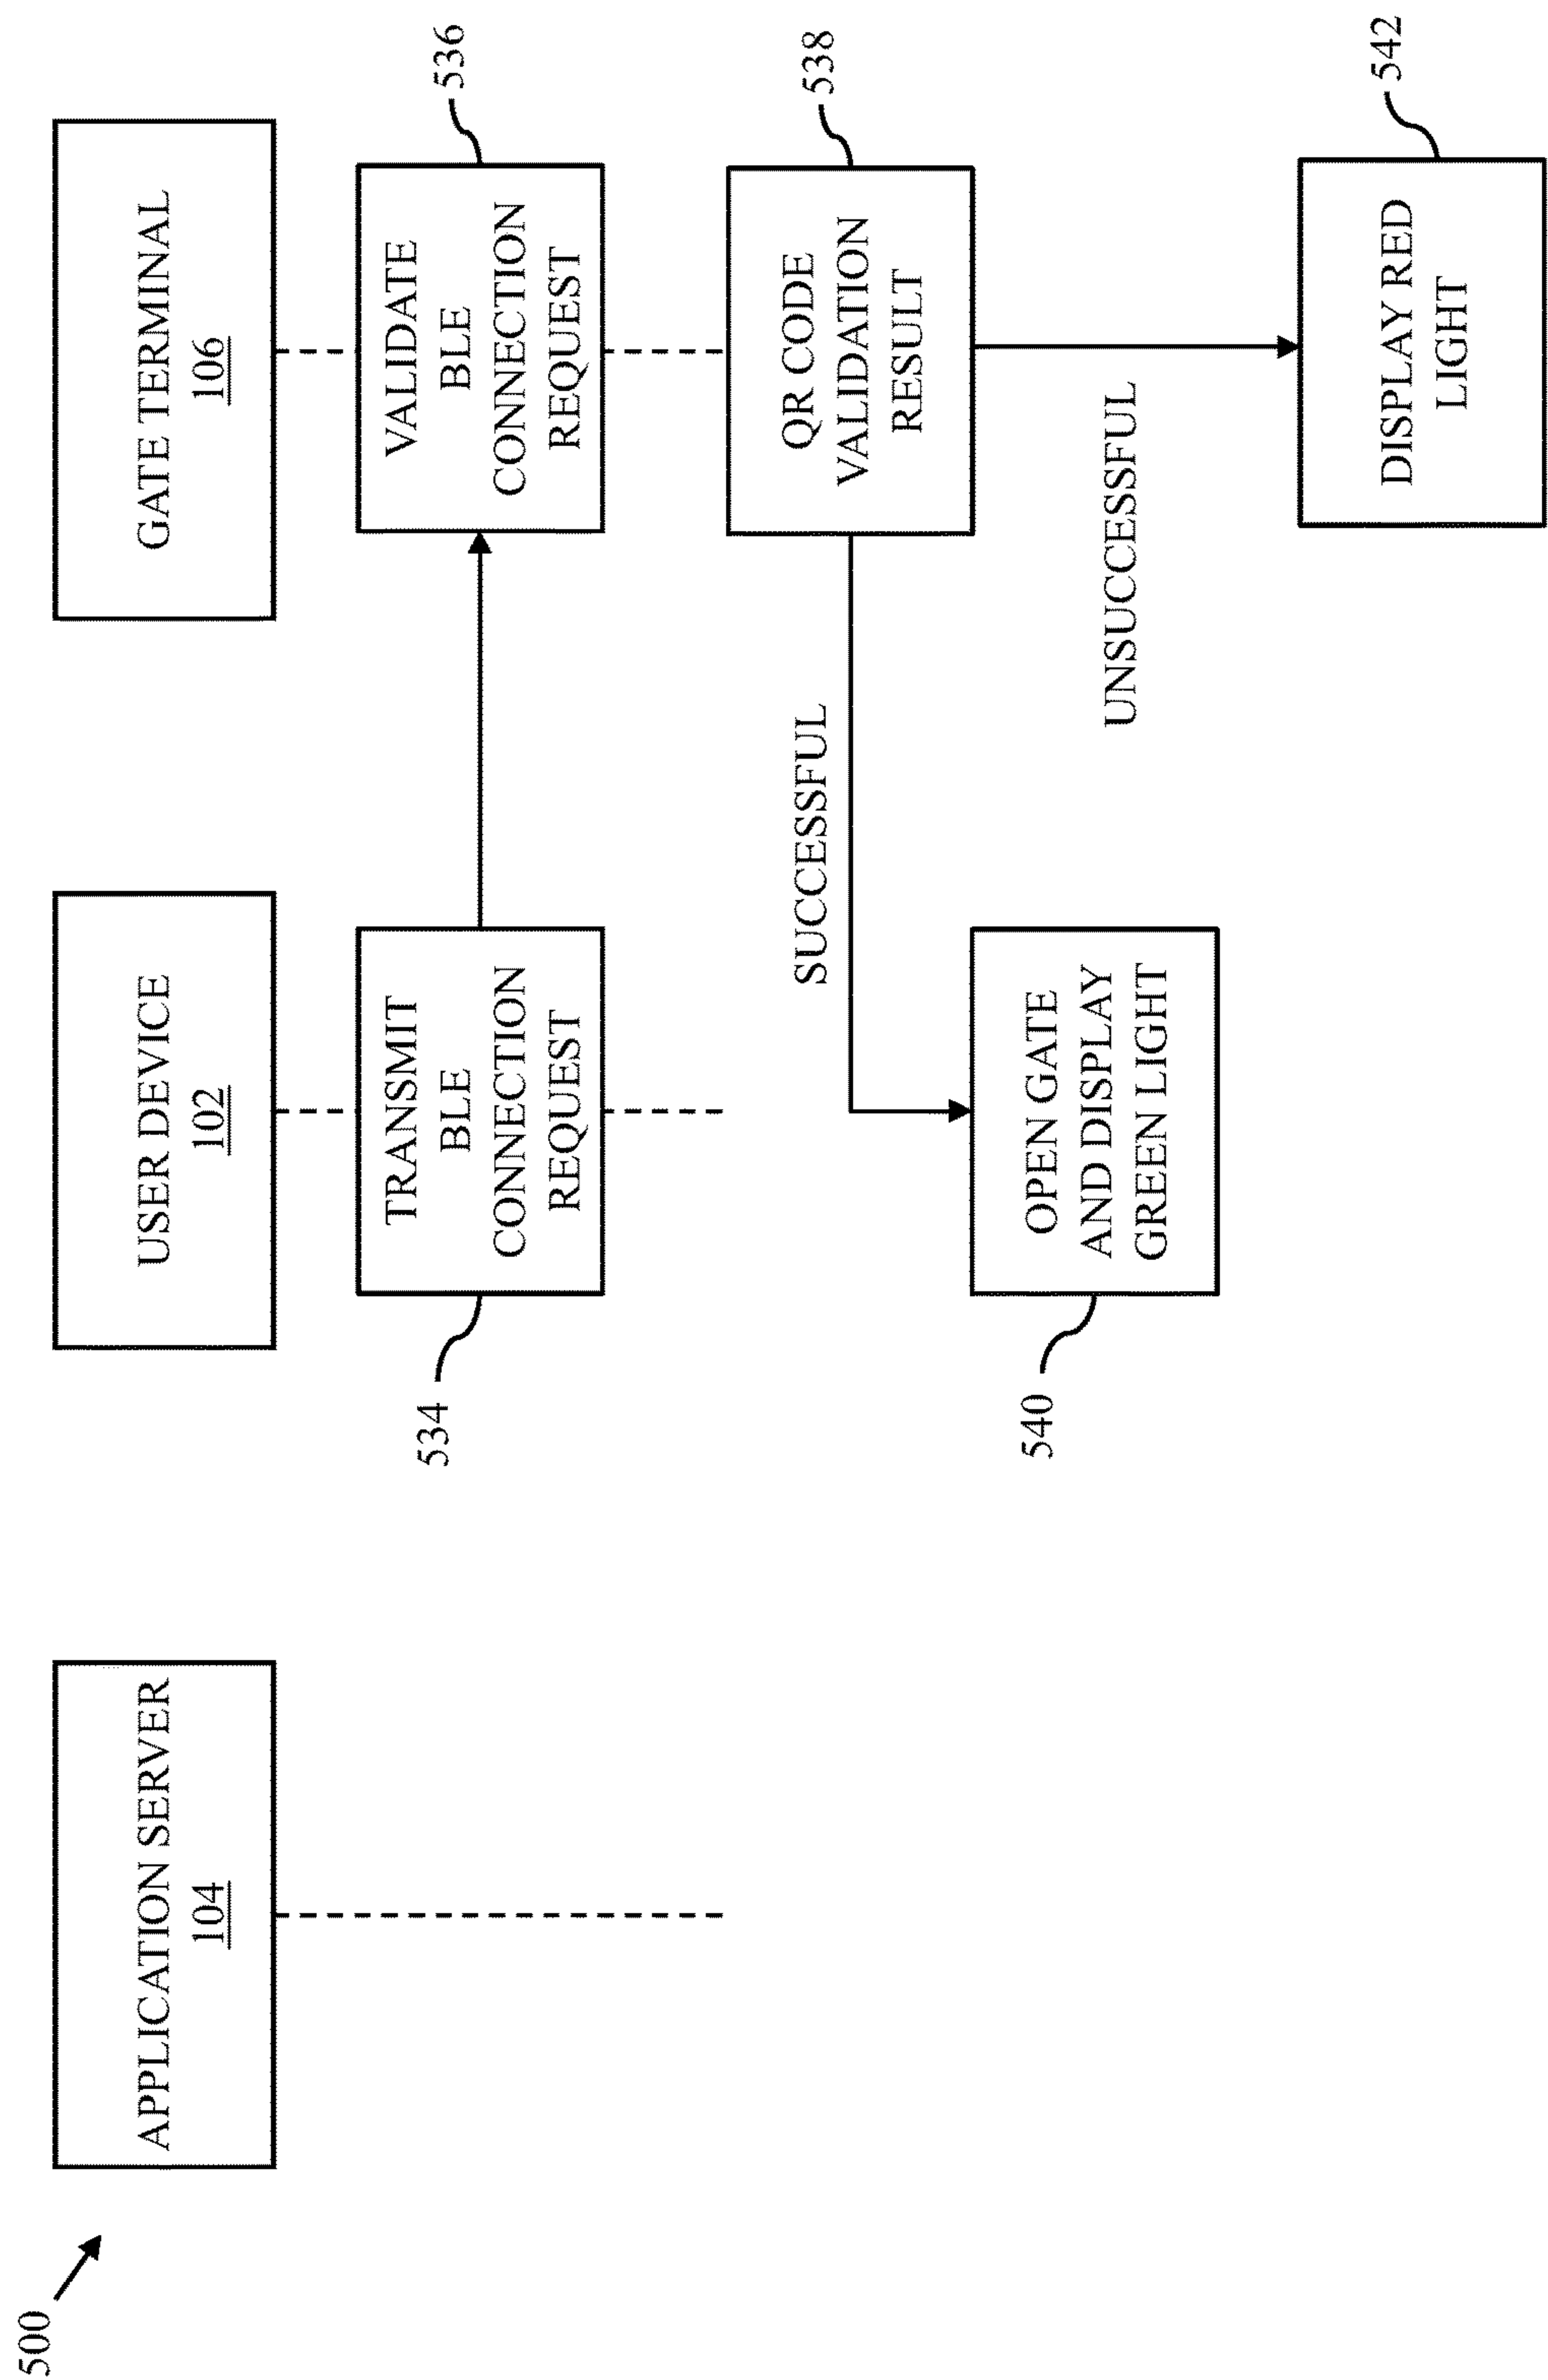 500
APPLICATION SERVER
104
USER DEVICE
102
GATE TERMINAL
106
534
TRANSMIT
BLE
CONNECTION
REQUEST
VALIDATE
BLE
CONNECTION
REQUEST
536
SUCCESSFUL
QR CODE
VALIDATION
RESULT
538
540
OPEN GATE
AND DISPLAY
GREEN LIGHT
UNSUCCESSFUL
DISPLAY RED
LIGHT
542